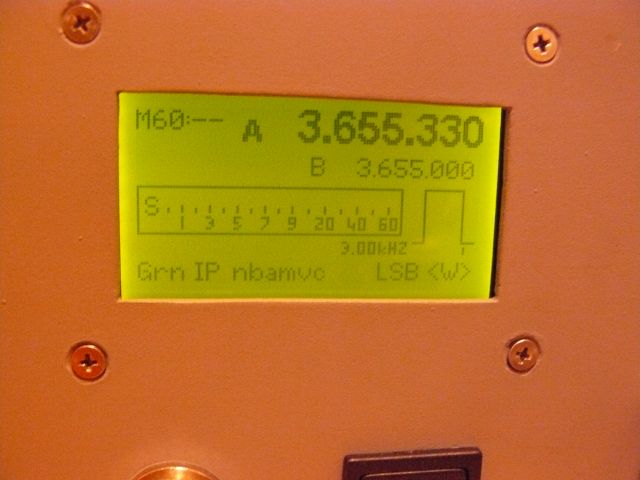 M60:-- A 3.655.330
B 3.655.000
S 1 3 5 7 9 20 40 60
3.00kHz
Grn IP nbamvc LSB <W>